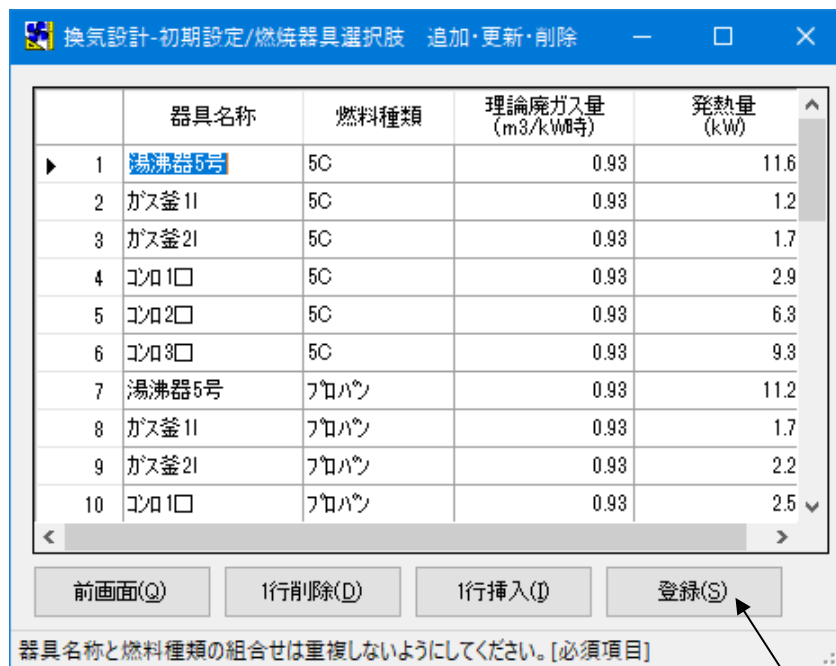 換気設計-初期設定/燃焼器具選択肢 追加・更新・削除
器具名称 燃料種類 理論廃ガス量 (m3/kW時) 発熱量 (kW)
1 湯沸器5号 5C 0.93 11.6
2 ｶﾞｽ釜1l 5C 0.93 1.2
3 ｶﾞｽ釜2l 5C 0.93 1.7
4 ｺﾝﾛ1口 5C 0.93 2.9
5 ｺﾝﾛ2口 5C 0.93 6.3
6 ｺﾝﾛ3口 5C 0.93 9.3
7 湯沸器5号 ﾌﾟﾛﾊﾟﾝ 0.93 11.2
8 ｶﾞｽ釜1l ﾌﾟﾛﾊﾟﾝ 0.93 1.7
9 ｶﾞｽ釜2l ﾌﾟﾛﾊﾟﾝ 0.93 2.2
10 ｺﾝﾛ1口 ﾌﾟﾛﾊﾟﾝ 0.93 2.5
前画面(Q) 1行削除(D) 1行挿入(I) 登録(S)
器具名称と燃料種類の組合せは重複しないようにしてください。[必須項目]